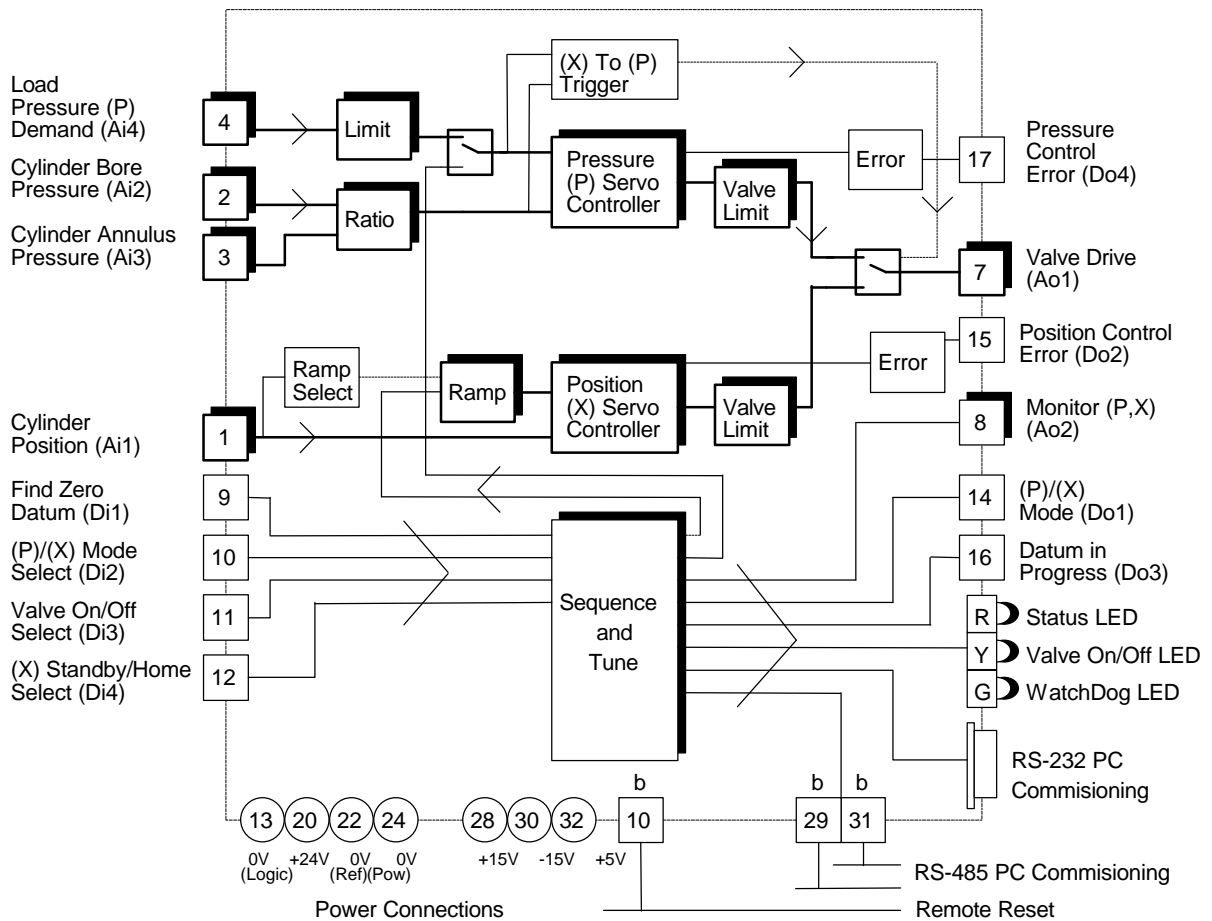 Load
Pressure (P)
Demand (Ai4)
4
Limit
(X) To (P)
Trigger
Cylinder Bore
Pressure (Ai2)
2
Ratio
Pressure
(P) Servo
Controller
Valve
Limit
Error
17
Pressure
Control
Error (Do4)
Cylinder Annulus
Pressure (Ai3)
3
7
Valve Drive
(Ao1)
15
Position Control
Error (Do2)
Error
Ramp
Select
Ramp
Position
(X) Servo
Controller
Valve
Limit
Cylinder
Position (Ai1)
1
8
Monitor (P,X)
(Ao2)
Find Zero
Datum (Di1)
9
14
(P)/(X)
Mode (Do1)
(P)/(X) Mode
Select (Di2)
10
16
Datum in
Progress (Do3)
Valve On/Off
Select (Di3)
11
Sequence
and
Tune
R
Status LED
Y
Valve On/Off LED
(X) Standby/Home
Select (Di4)
12
G
WatchDog LED
RS-232 PC
Commisioning
b
b
b
13
20
22
24
28
30
32
10
29
31
0V
(Logic)
+24V
0V
(Ref)
0V
(Pow)
+15V
-15V
+5V
RS-485 PC Commisioning
Power Connections
Remote Reset